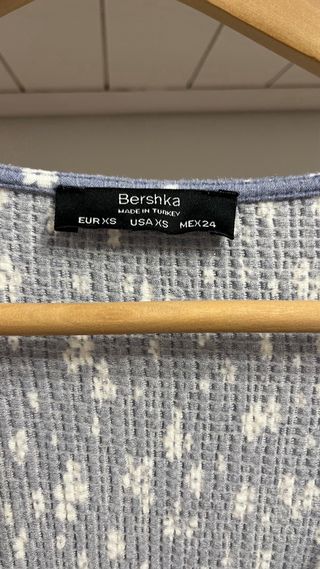 Bershka
MADE IN TURKEY
EUR XS USA XS MEX 24